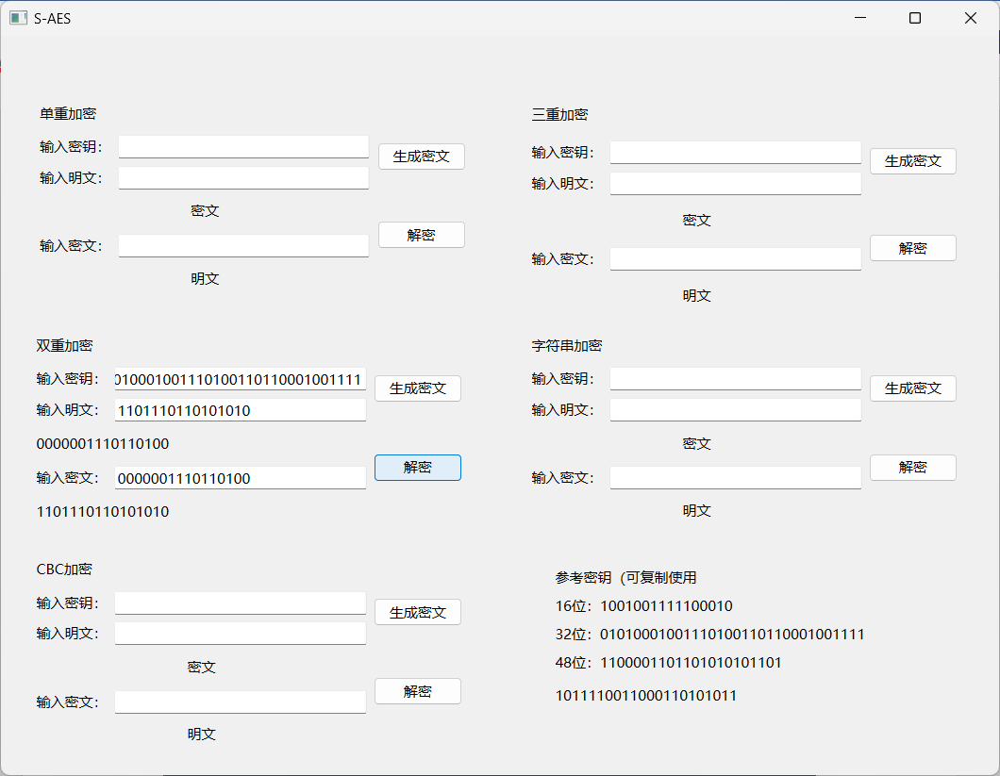 S-AES
单重加密
输入密钥：
生成密文
输入明文：
密文
输入密文：
解密
明文
三重加密
输入密钥：
生成密文
输入明文：
密文
输入密文：
解密
明文
双重加密
输入密钥： 010001001110100110110001001111
生成密文
输入明文： 1101110110101010
0000001110110100
输入密文： 0000001110110100
解密
1101110110101010
字符串加密
输入密钥：
生成密文
输入明文：
密文
输入密文：
解密
明文
CBC加密
输入密钥：
生成密文
输入明文：
密文
输入密文：
解密
明文
参考密钥（可复制使用
16位：1001001111100010
32位：01010001001110100110110001001111
48位：1100001101101010101101
1011110011000110101011